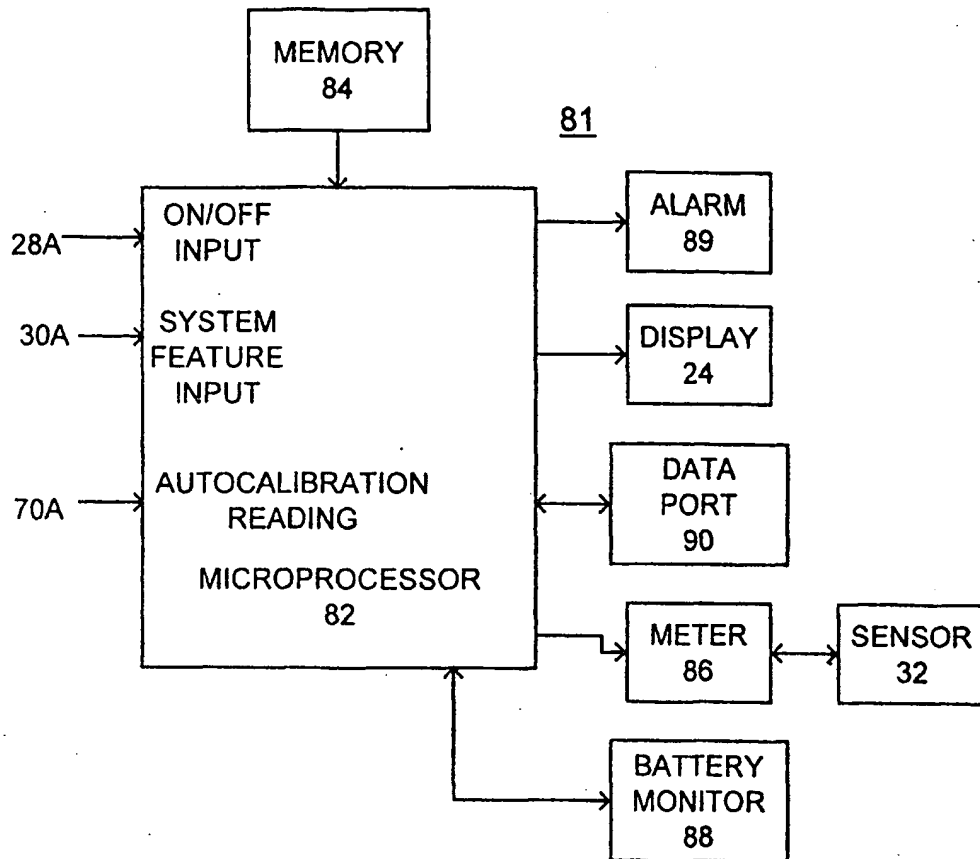 MEMORY
84
81
28A
ON/OFF
INPUT
30A
SYSTEM
FEATURE
INPUT
70A
AUTOCALIBRATION
READING
MICROPROCESSOR
82
ALARM
89
DISPLAY
24
DATA
PORT
90
METER
86
SENSOR
32
BATTERY
MONITOR
88